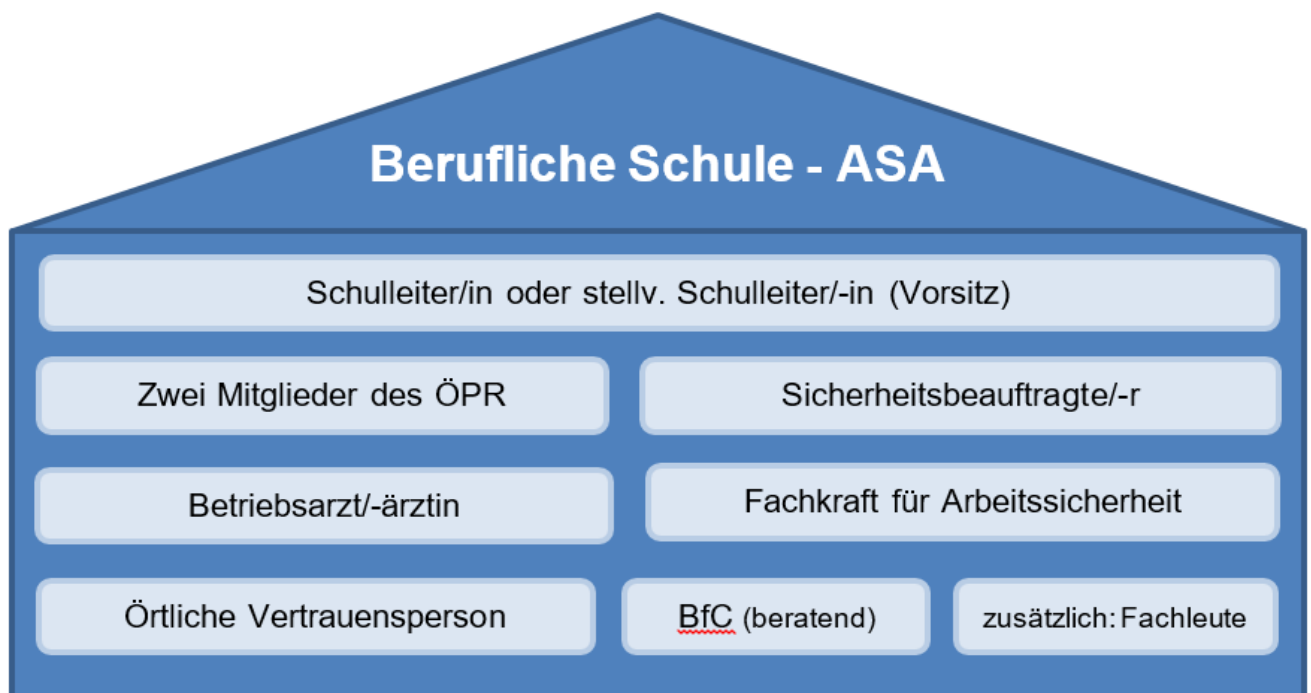 Berufliche Schule - ASA
Schulleiter/in oder stellv. Schulleiter/-in (Vorsitz)
Zwei Mitglieder des ÖPR
Sicherheitsbeauftragte/-r
Betriebsarzt/-ärztin
Fachkraft für Arbeitssicherheit
Örtliche Vertrauensperson
BfC (beratend)
zusätzlich: Fachleute